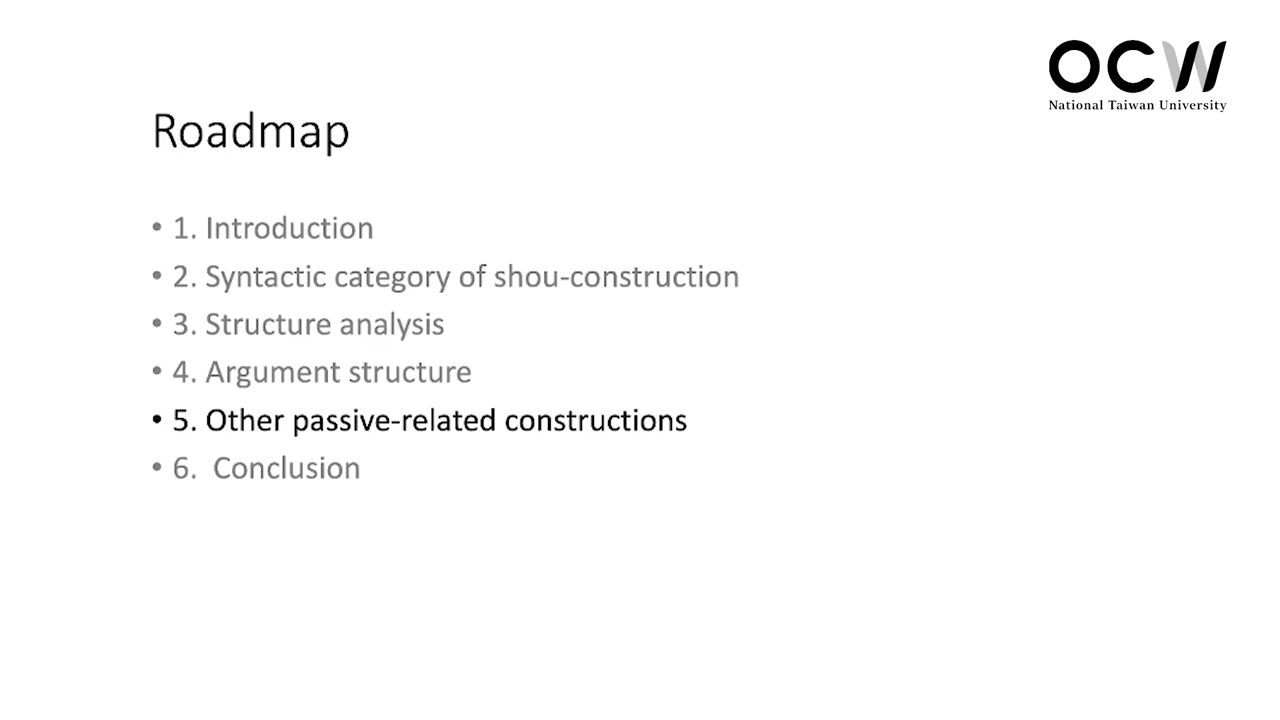 OCW
National Taiwan University
Roadmap
• 1. Introduction
• 2. Syntactic category of shou-construction
• 3. Structure analysis
• 4. Argument structure
• 5. Other passive-related constructions
• 6. Conclusion